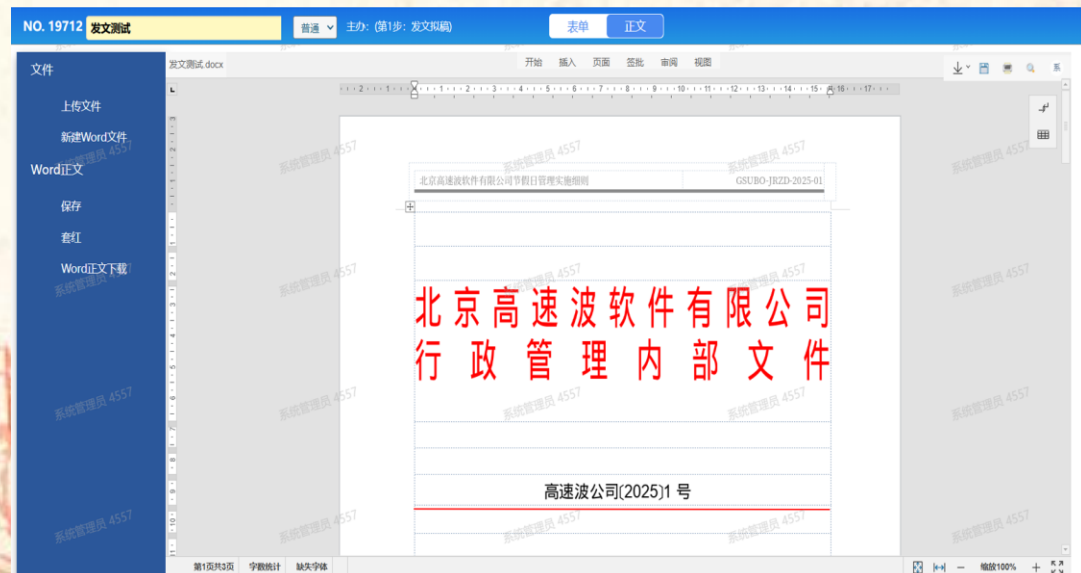 NO. 19712 发文测试 普通 主办: (第1步: 发文拟稿) 表单 正文
文件
上传文件
新建Word文件
Word正文
保存
套红
Word正文下载
发文测试.docx 开始 插入 页面 签批 审阅 视图
系
北京高速波软件有限公司节假日管理实施细则 GSUBO-JRZD-2025-01
北京高速波软件有限公司
行政管理内部文件
高速波公司〔2025〕1 号
第1页共3页 字数统计 缺失字体 缩放100%
系统管理员 4557